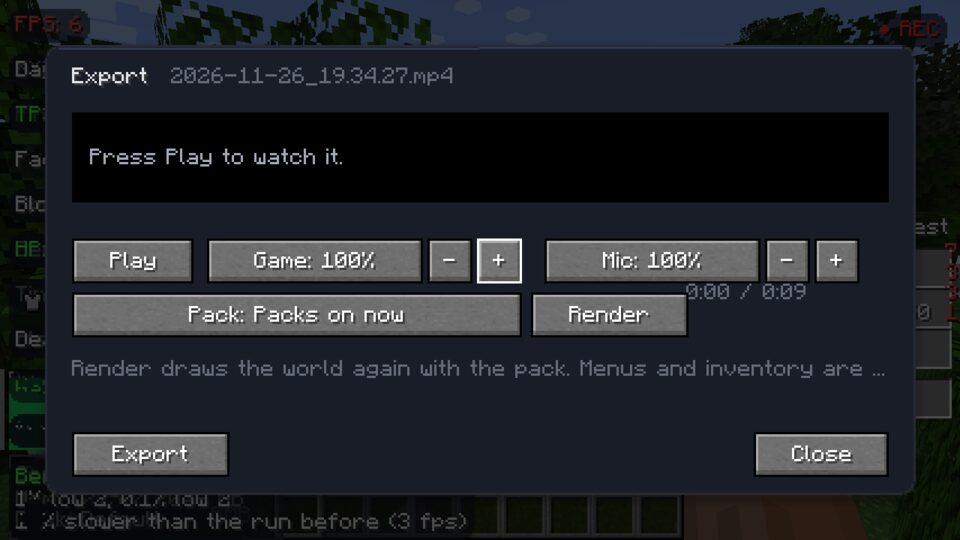 FPS: 6
REC
Export 2026-11-26_19.34.27.mp4
Press Play to watch it.
Play Game: 100% - + Mic: 100% - +
0:00 / 0:09
Pack: Packs on now Render
Render draws the world again with the pack. Menus and inventory are ...
Export Close
slower than the run before (3 fps)